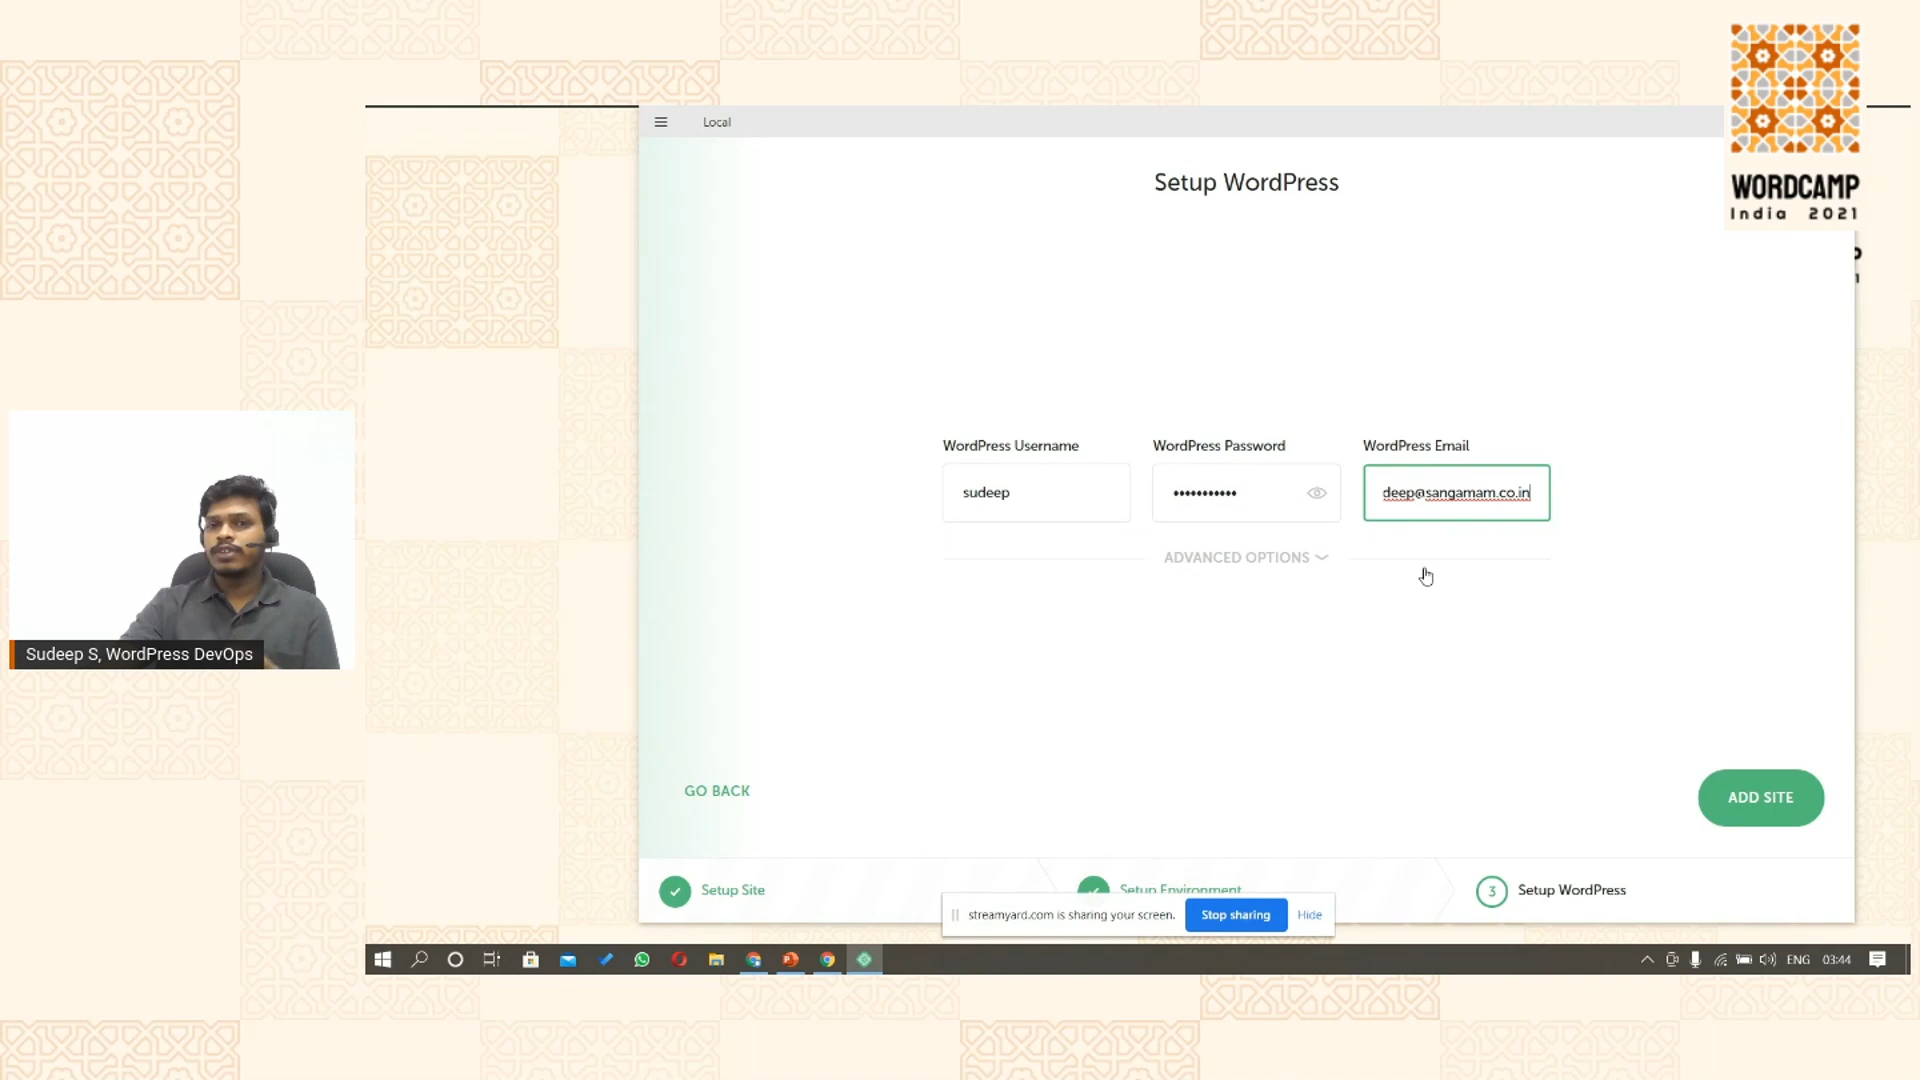 Local
WORDCAMP
India 2021
Setup WordPress
WordPress Username
WordPress Password
WordPress Email
sudeep
•••••••••••
deep@sangamam.co.in
ADVANCED OPTIONS
Sudeep S, WordPress DevOps
GO BACK
ADD SITE
Setup Site
Setup Environment
3
Setup WordPress
streamyard.com is sharing your screen.
Stop sharing
Hide
ENG
03:44